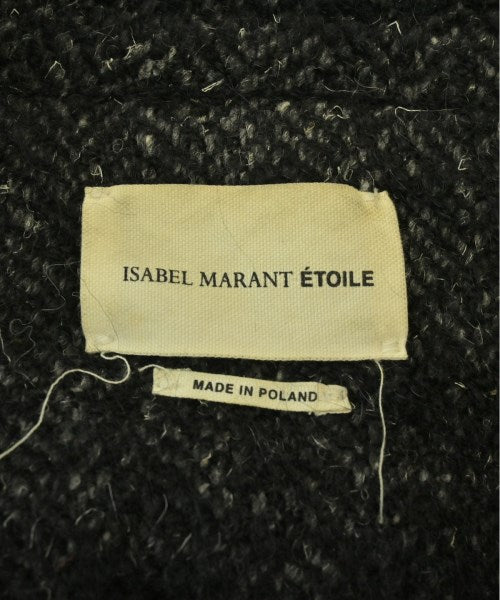 ISABEL MARANT ÉTOILE
MADE IN POLAND